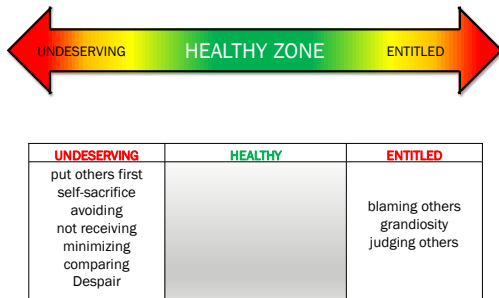 UNDESERVING HEALTHY ZONE ENTITLED
UNDESERVING HEALTHY ENTITLED
put others first
self-sacrifice
avoiding
not receiving
minimizing
comparing
Despair
blaming others
grandiosity
judging others